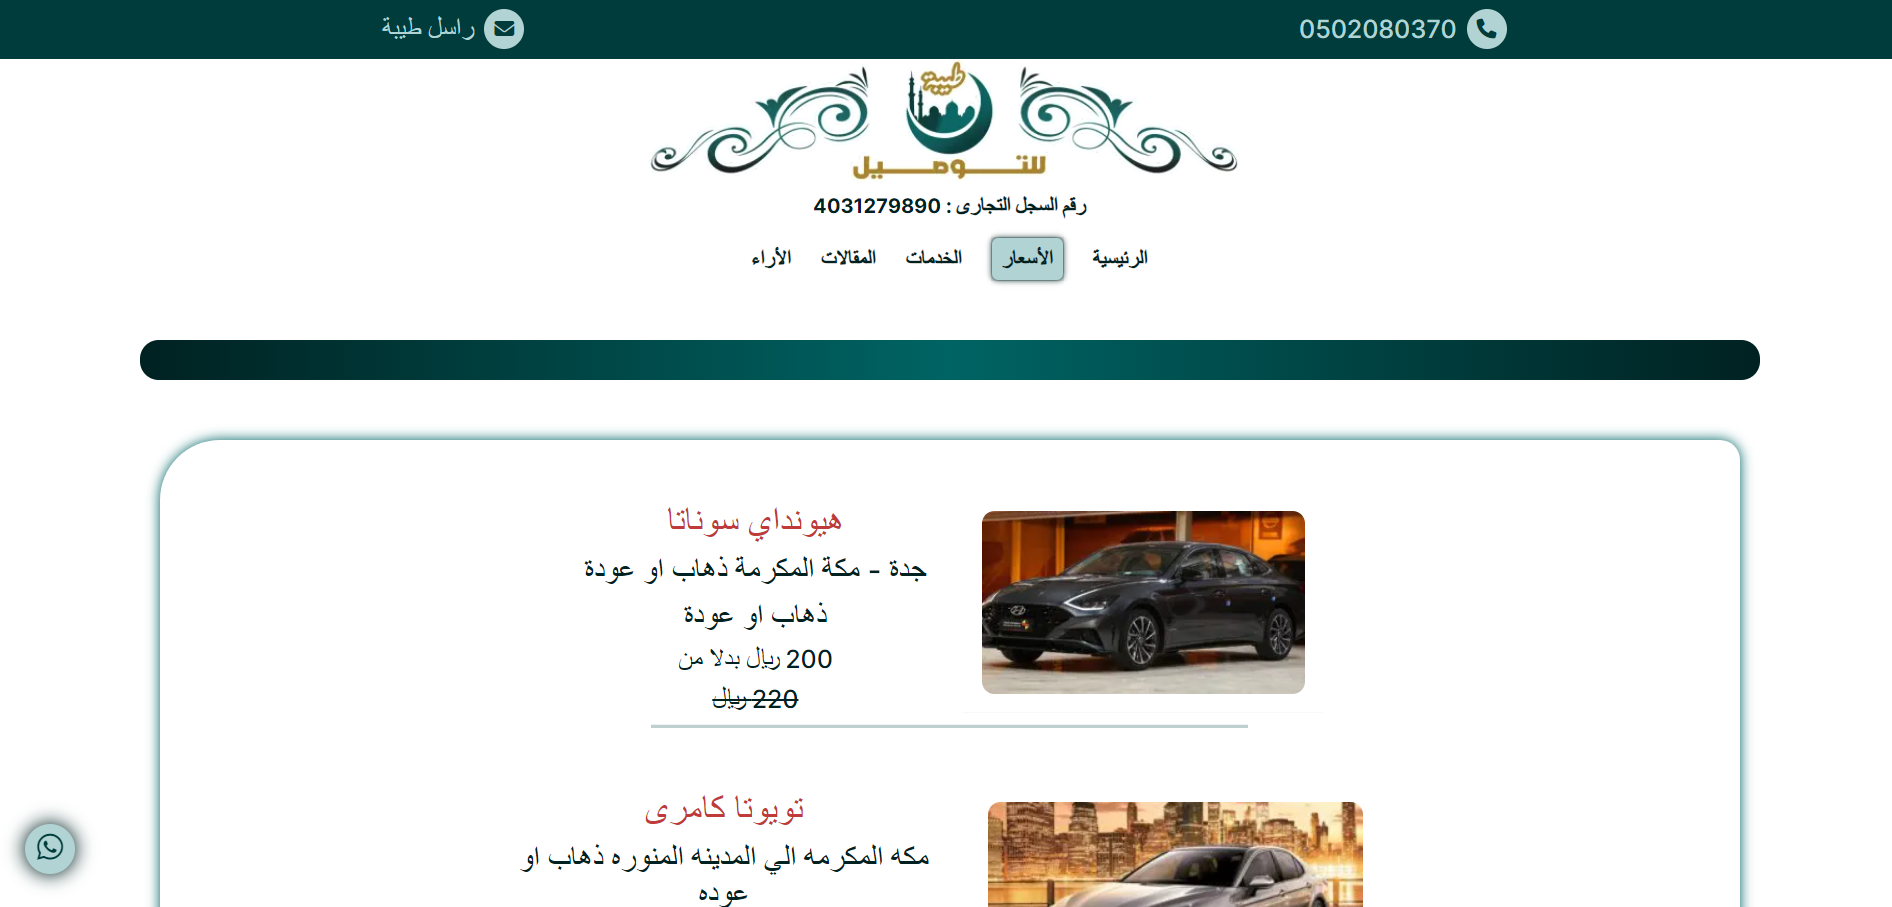 0502080370
راسل طيبة
طيبة
للتوصيل
رقم السجل التجارى : 4031279890
الرئيسية
الأسعار
الخدمات
المقالات
الأراء
هيونداي سوناتا
جدة - مكة المكرمة ذهاب او عودة
ذهاب او عودة
200 ريال بدلا من
220 ريال
تويوتا كامرى
مكه المكرمه الي المدينه المنوره ذهاب او
عوده